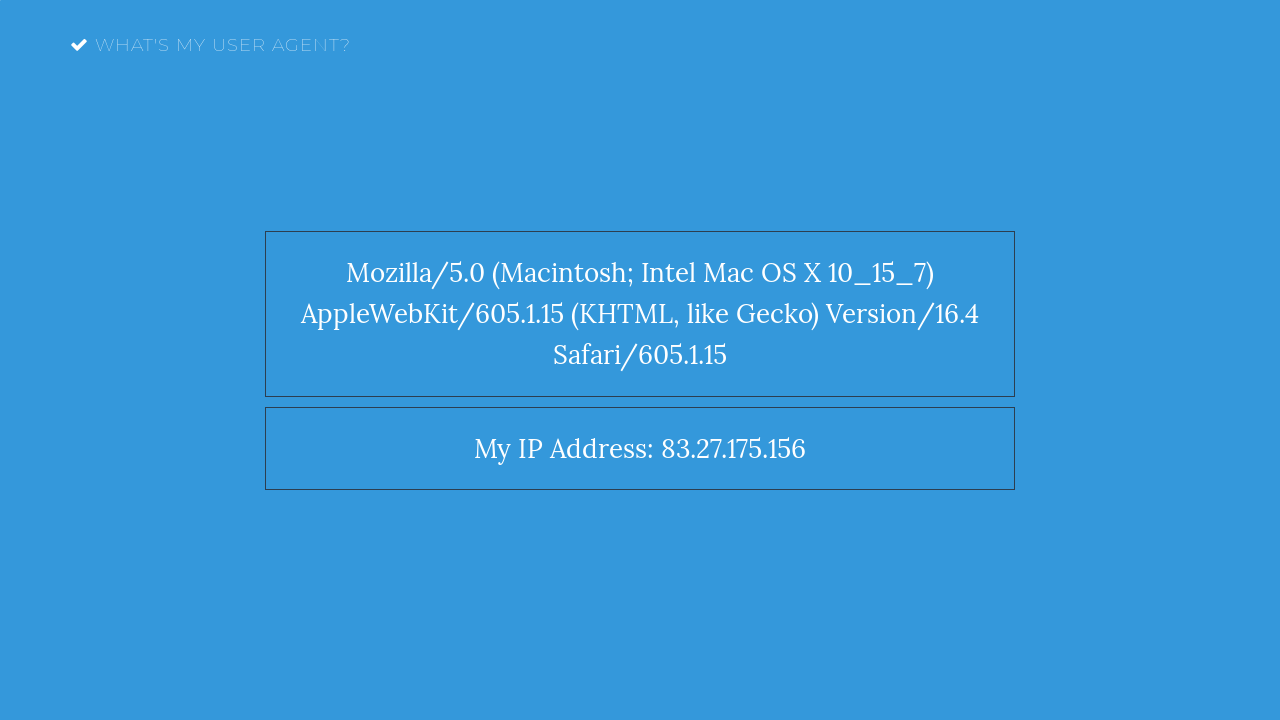 WHAT'S MY USER AGENT?
Mozilla/5.0 (Macintosh; Intel Mac OS X 10_15_7)
AppleWebKit/605.1.15 (KHTML, like Gecko) Version/16.4
Safari/605.1.15
My IP Address: 83.27.175.156